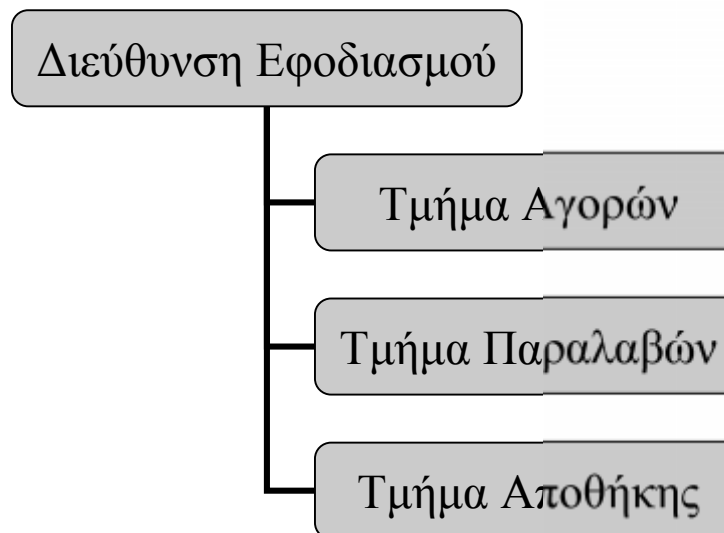 Διεύθυνση Εφοδιασμού
Τμήμα Αγορών
Τμήμα Παραλαβών
Τμήμα Αποθήκης